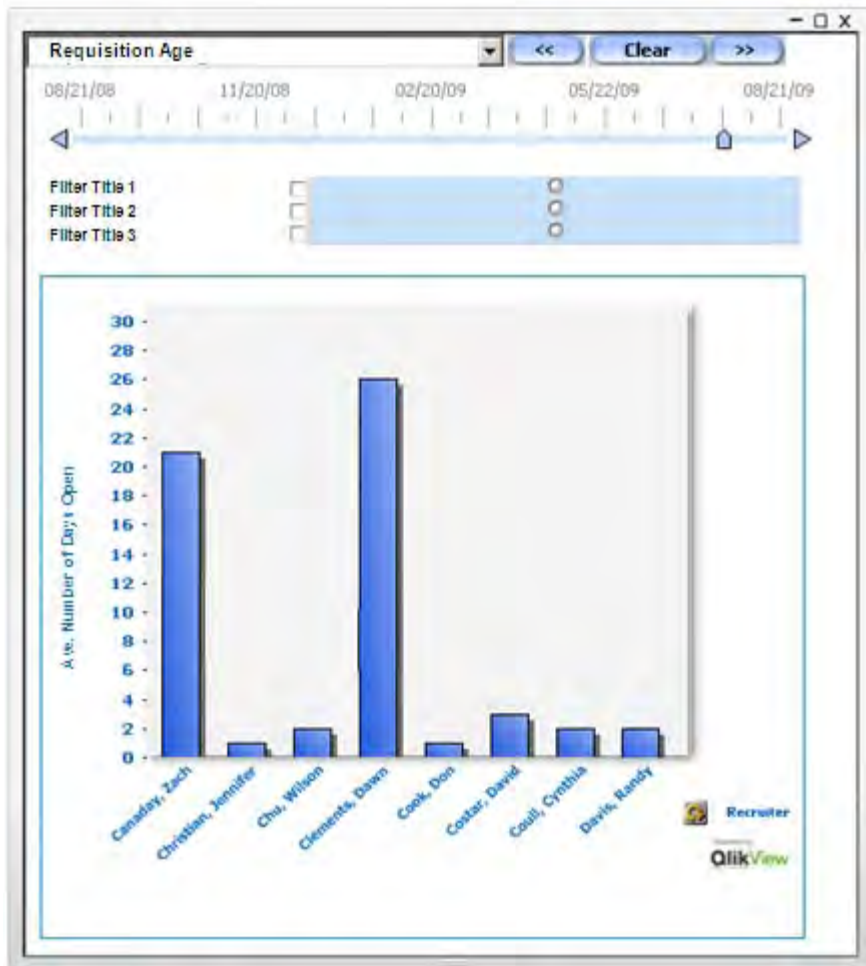 Requisition Age
<< Clear >>
08/21/08 11/20/08 02/20/09 05/22/09 08/21/09
Filter Title 1
Filter Title 2
Filter Title 3
30
28
26
24
22
20
18
16
14
12
10
8
6
4
2
0
Ave. Number of Days Open
Canaday, Zach
Christian, Jennifer
Chu, Wilson
Clements, Dawn
Cook, Don
Costar, David
Coull, Cynthia
Davis, Randy
Recruiter
QlikView